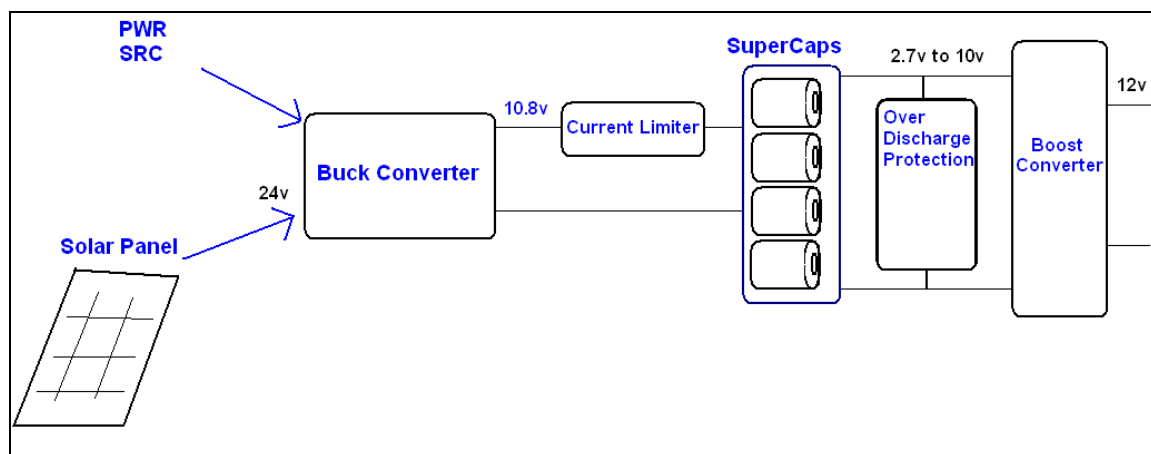 PWR
SRC
SuperCaps
2.7v to 10v
12v
10.8v
Current Limiter
Over
Discharge
Protection
Boost
Converter
Buck Converter
24v
Solar Panel